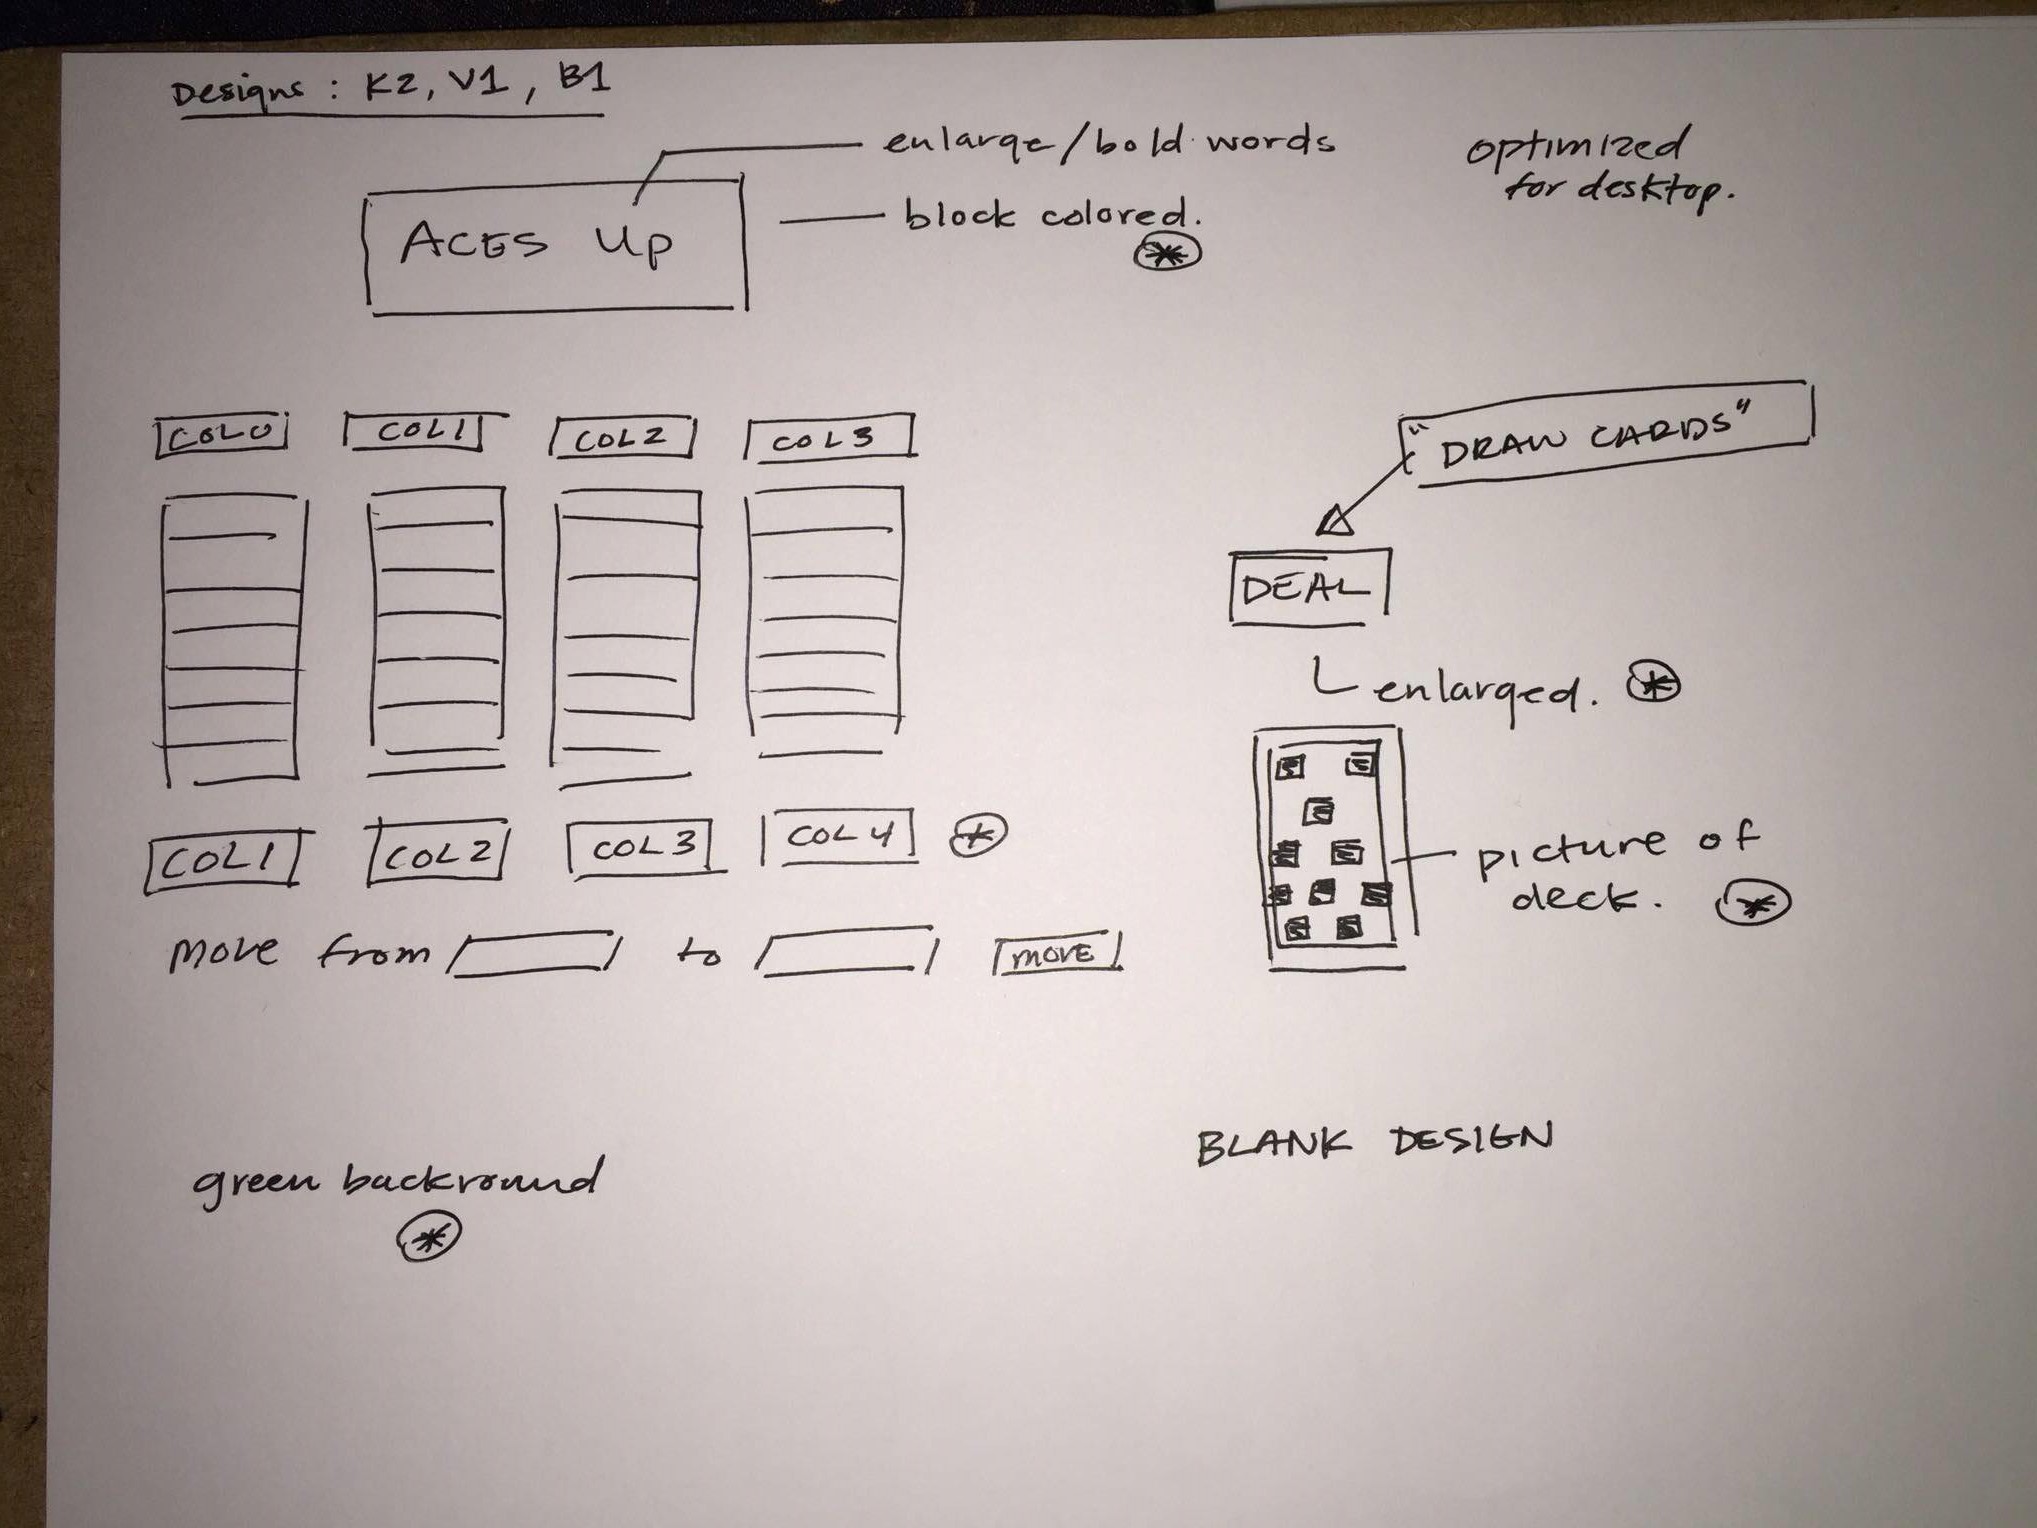 Designs : K2, V1, B1
enlarge/bold words
optimized
for desktop.
block colored.
ACES Up
COL0 COL1 COL2 COL3
"DRAW CARDS"
DEAL
enlarged.
picture of
deck.
COL1 COL2 COL3 COL4
Move from to MOVE
BLANK DESIGN
green backround